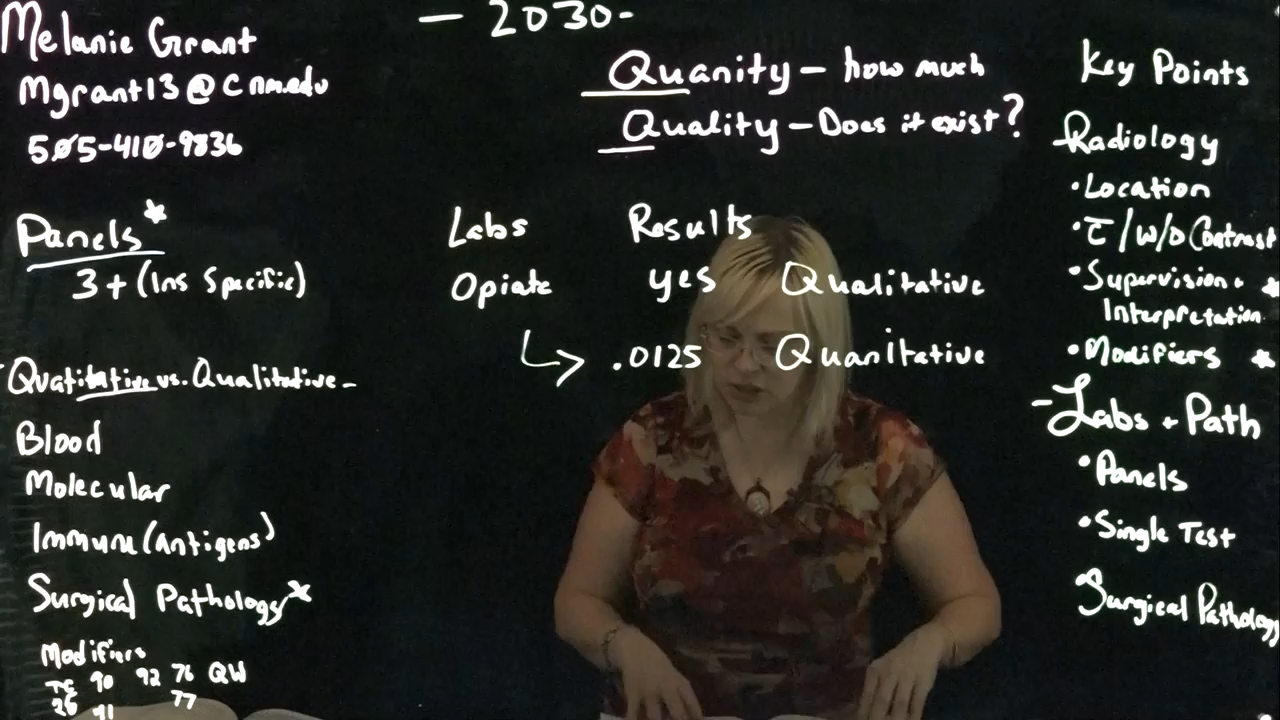 Melanie Grant
Mgrant13@cnm.edu
505-410-9836
Panels*
3+ (Ins Specific)
Quatitative vs. Qualitative -
Blood
Molecular
Immune (antigens)
Surgical Pathology*
Modifiers
TC 90 92 76 QW
26 91 77
- 2030-
Quanity - how much
Quality - Does it exist?
Labs Results
Opiate yes Qualitative
.0125 Quanitative
Key Points
Radiology
• Location
• C / W/O Contrast
• Supervision + *
Interpretation
• Modifiers *
- Labs + Path
• Panels
• Single Test
• Surgical Pathology